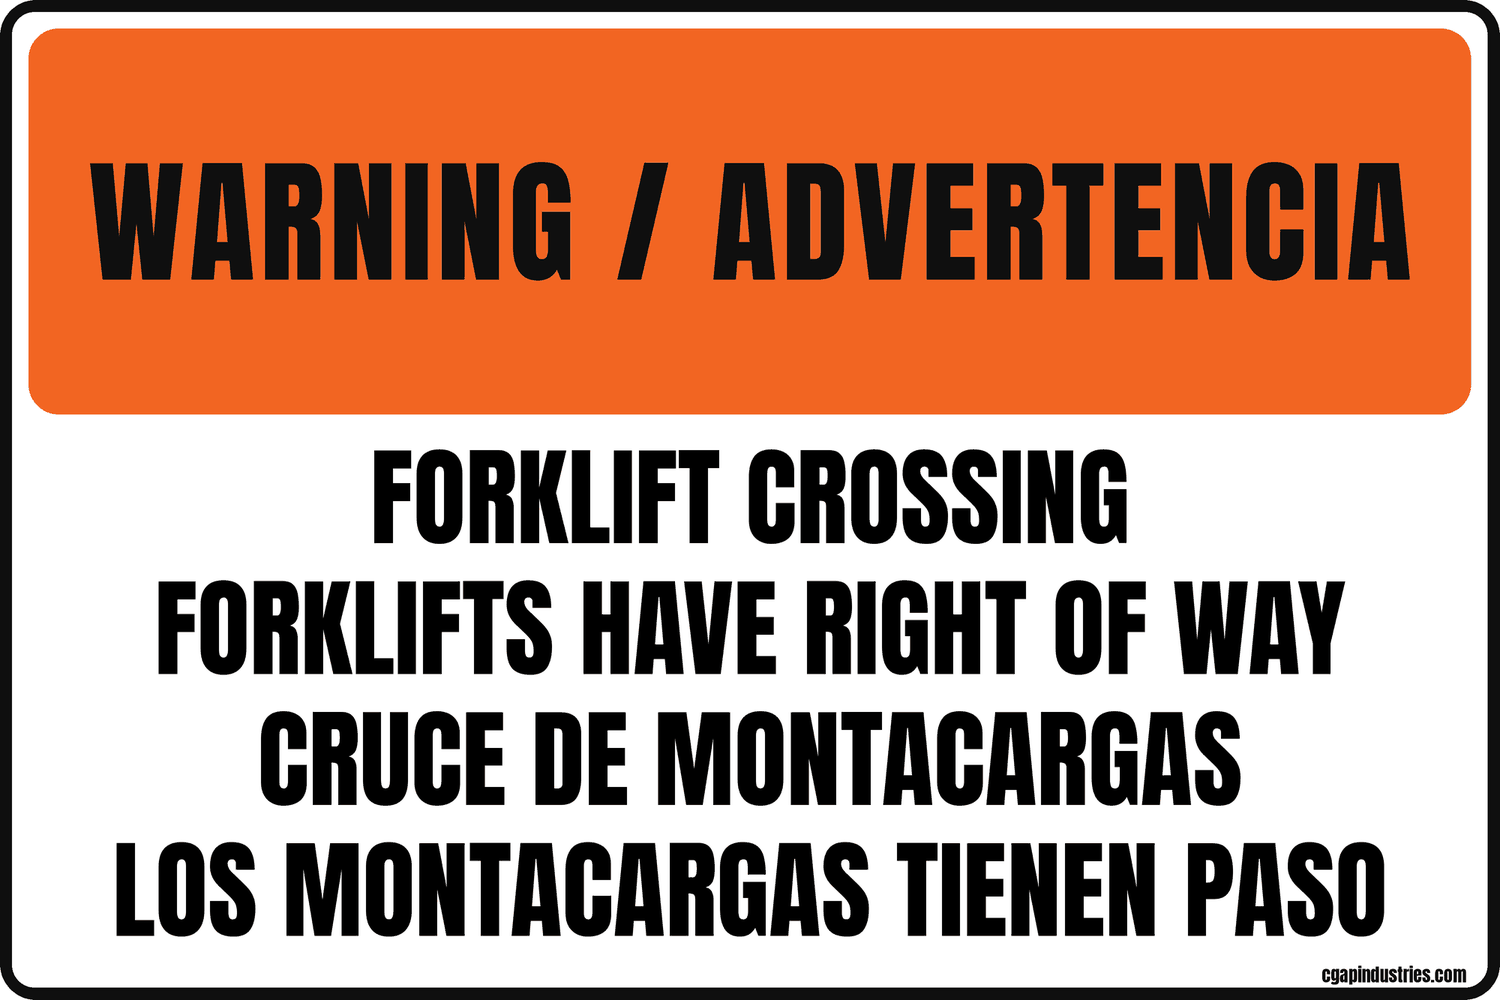 WARNING / ADVERTENCIA
FORKLIFT CROSSING
FORKLIFTS HAVE RIGHT OF WAY
CRUCE DE MONTACARGAS
LOS MONTACARGAS TIENEN PASO
cgapindustries.com